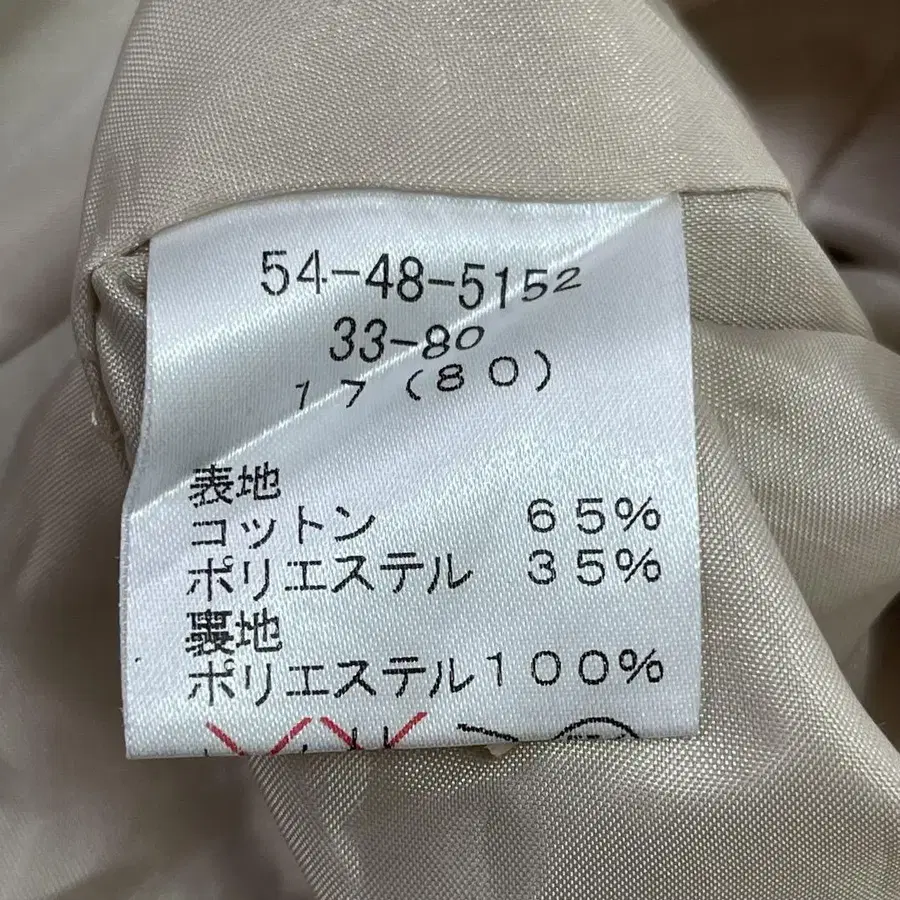 54-48-5152
33-80
17(80)
表地
コットン 65%
ポリエステル 35%
裏地
ポリエステル100%